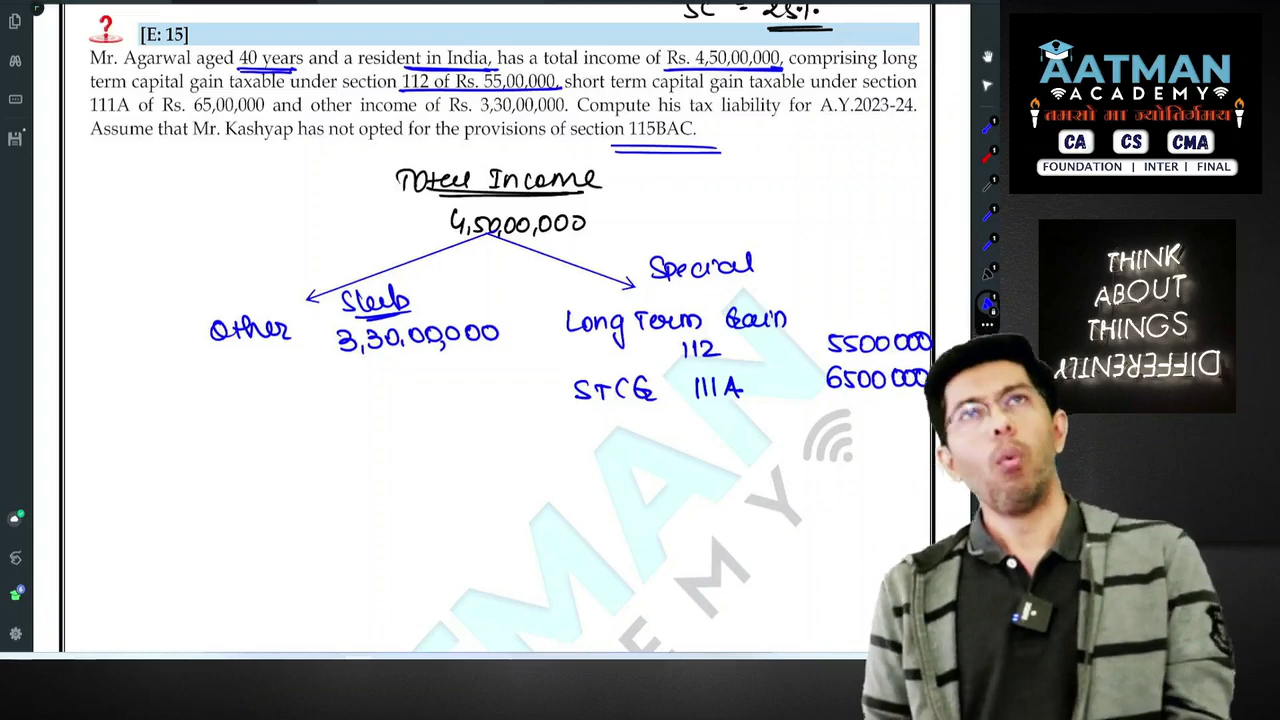 SC = 25%
[E: 15]
Mr. Agarwal aged 40 years and a resident in India, has a total income of Rs. 4,50,00,000, comprising long
term capital gain taxable under section 112 of Rs. 55,00,000, short term capital gain taxable under section
111A of Rs. 65,00,000 and other income of Rs. 3,30,00,000. Compute his tax liability for A.Y.2023-24.
Assume that Mr. Kashyap has not opted for the provisions of section 115BAC.
Total Income
4,50,00,000
Special
Slab
Other 3,30,00,000
Long Term Gain
112 5500000
STCG 111A 6500000
ATMAN
EMY
AATMAN
ACADEMY
तमसो मा ज्योतिर्गमय
CA CS CMA
FOUNDATION | INTER | FINAL
THINK
ABOUT
THINGS
DIFFERENTLY